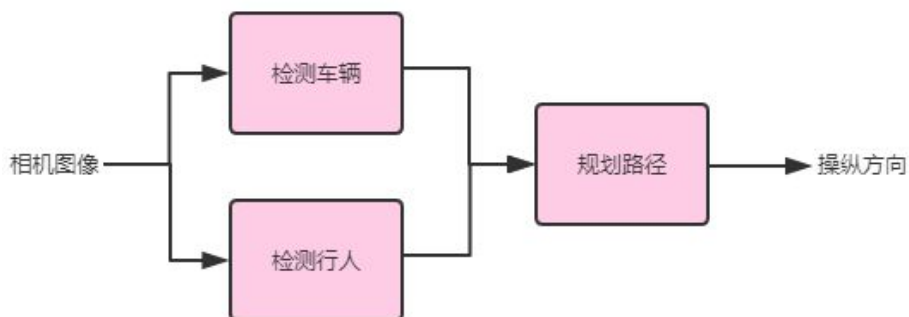 检测车辆
相机图像
规划路径
操纵方向
检测行人